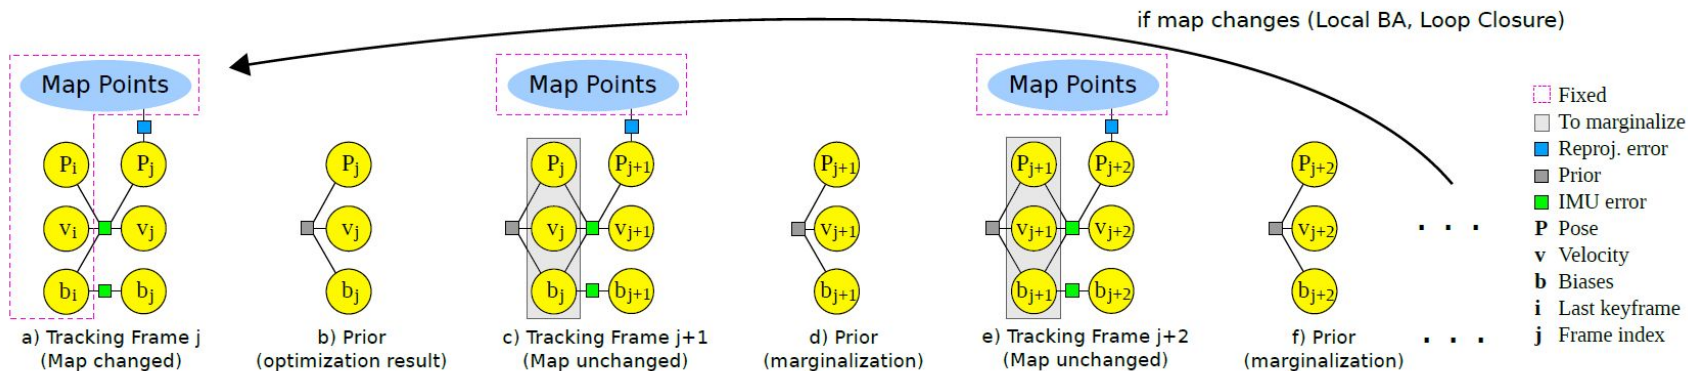 if map changes (Local BA, Loop Closure)
Map Points
Pi
Pj
vi
vj
bi
bj
a) Tracking Frame j
(Map changed)
Pj
vj
bj
b) Prior
(optimization result)
Map Points
Pj
Pj+1
vj
vj+1
bj
bj+1
c) Tracking Frame j+1
(Map unchanged)
Pj+1
vj+1
bj+1
d) Prior
(marginalization)
Map Points
Pj+1
Pj+2
vj+1
vj+2
bj+1
bj+2
e) Tracking Frame j+2
(Map unchanged)
Pj+2
vj+2
bj+2
f) Prior
(marginalization)
. . .
. . .
Fixed
To marginalize
Reproj. error
Prior
IMU error
P Pose
v Velocity
b Biases
i Last keyframe
j Frame index